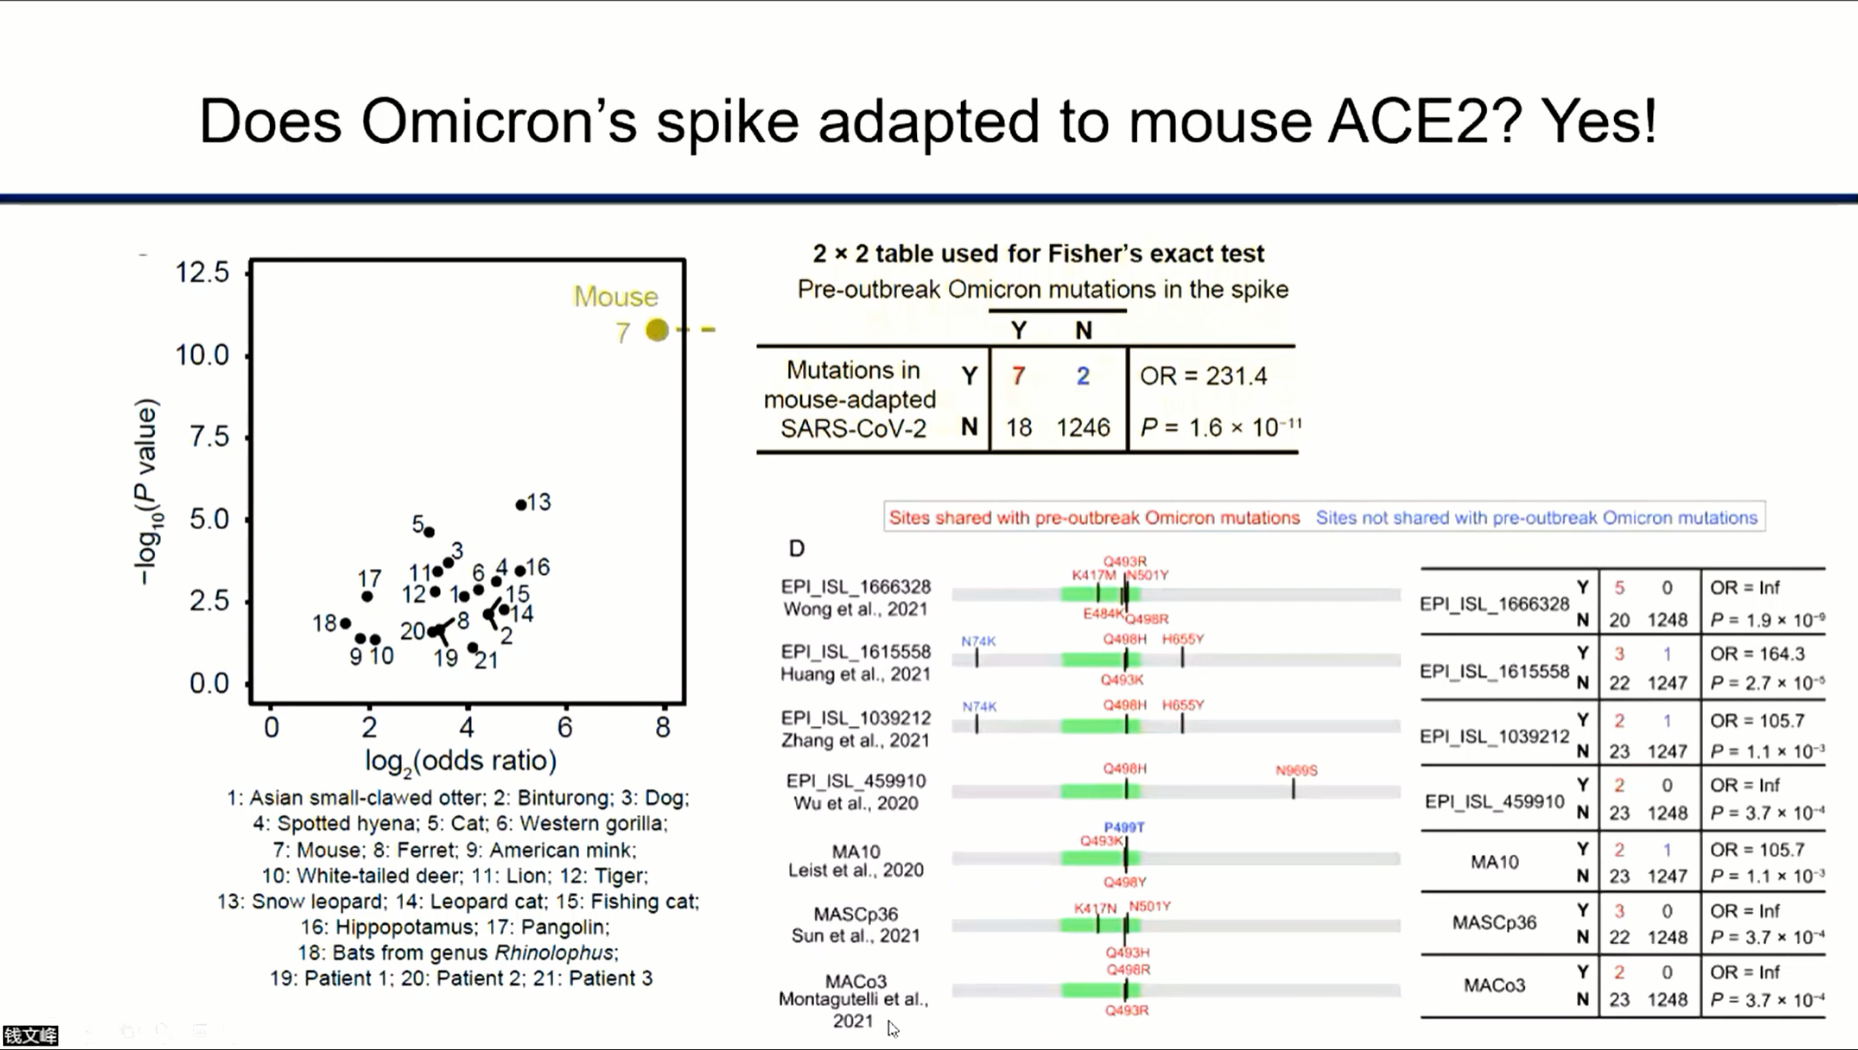 Does Omicron’s spike adapted to mouse ACE2? Yes!
12.5
10.0
7.5
5.0
2.5
0.0
−log10(P value)
Mouse
7
13
5
3
11
6
4
16
17
12
1
15
14
18
20
8
2
9
10
19
21
0
2
4
6
8
log2(odds ratio)
1: Asian small-clawed otter; 2: Binturong; 3: Dog;
4: Spotted hyena; 5: Cat; 6: Western gorilla;
7: Mouse; 8: Ferret; 9: American mink;
10: White-tailed deer; 11: Lion; 12: Tiger;
13: Snow leopard; 14: Leopard cat; 15: Fishing cat;
16: Hippopotamus; 17: Pangolin;
18: Bats from genus Rhinolophus;
19: Patient 1; 20: Patient 2; 21: Patient 3
2 × 2 table used for Fisher’s exact test
Pre-outbreak Omicron mutations in the spike
Y N
Mutations in
mouse-adapted
SARS-CoV-2
Y 7 2 OR = 231.4
N 18 1246 P = 1.6 × 10⁻¹¹
Sites shared with pre-outbreak Omicron mutations Sites not shared with pre-outbreak Omicron mutations
D
EPI_ISL_1666328
Wong et al., 2021
Q493R
K417M N501Y
E484K Q498R
EPI_ISL_1666328
Y 5 0 OR = Inf
N 20 1248 P = 1.9 × 10⁻⁹
EPI_ISL_1615558
Huang et al., 2021
N74K Q498H H655Y
Q493K
EPI_ISL_1615558
Y 3 1 OR = 164.3
N 22 1247 P = 2.7 × 10⁻⁵
EPI_ISL_1039212
Zhang et al., 2021
N74K Q498H H655Y
EPI_ISL_1039212
Y 2 1 OR = 105.7
N 23 1247 P = 1.1 × 10⁻³
EPI_ISL_459910
Wu et al., 2020
Q498H N969S
EPI_ISL_459910
Y 2 0 OR = Inf
N 23 1248 P = 3.7 × 10⁻⁴
MA10
Leist et al., 2020
P499T
Q493K
Q498Y
MA10
Y 2 1 OR = 105.7
N 23 1247 P = 1.1 × 10⁻³
MASCp36
Sun et al., 2021
K417N N501Y
Q493H
MASCp36
Y 3 0 OR = Inf
N 22 1248 P = 3.7 × 10⁻⁴
MACo3
Montagutelli et al.,
2021
Q498R
Q493R
MACo3
Y 2 0 OR = Inf
N 23 1248 P = 3.7 × 10⁻⁴
钱文峰